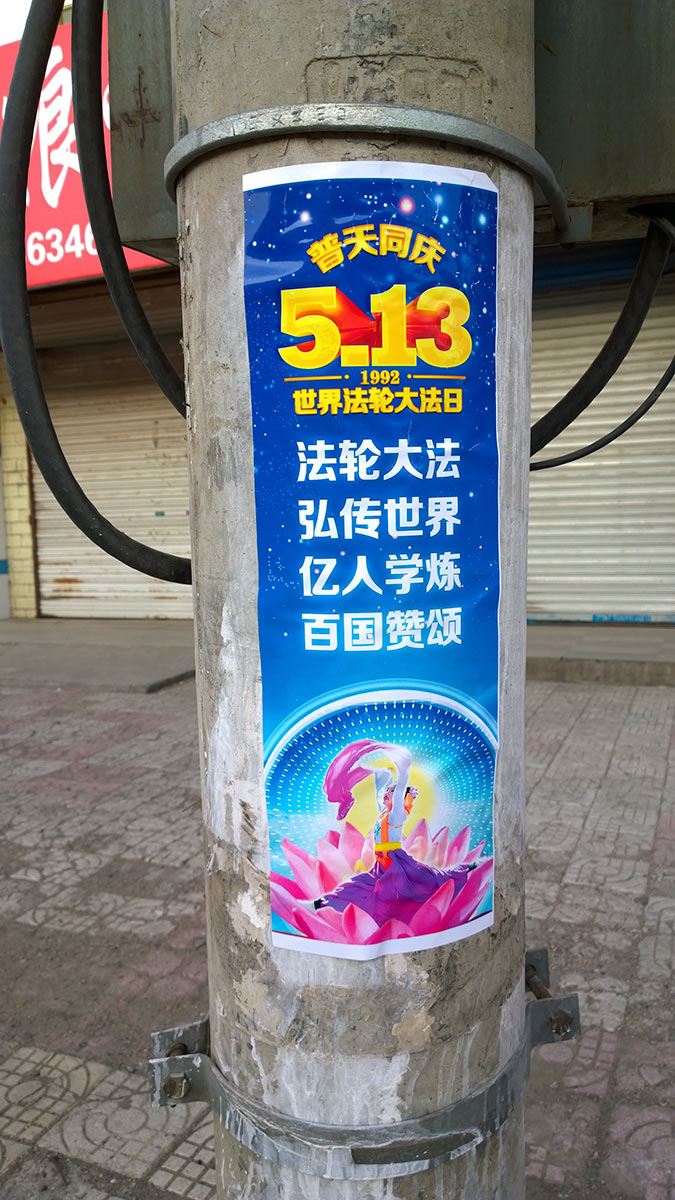 普天同庆
5.13
1992
世界法轮大法日
法轮大法
弘传世界
亿人学炼
百国赞颂
6346